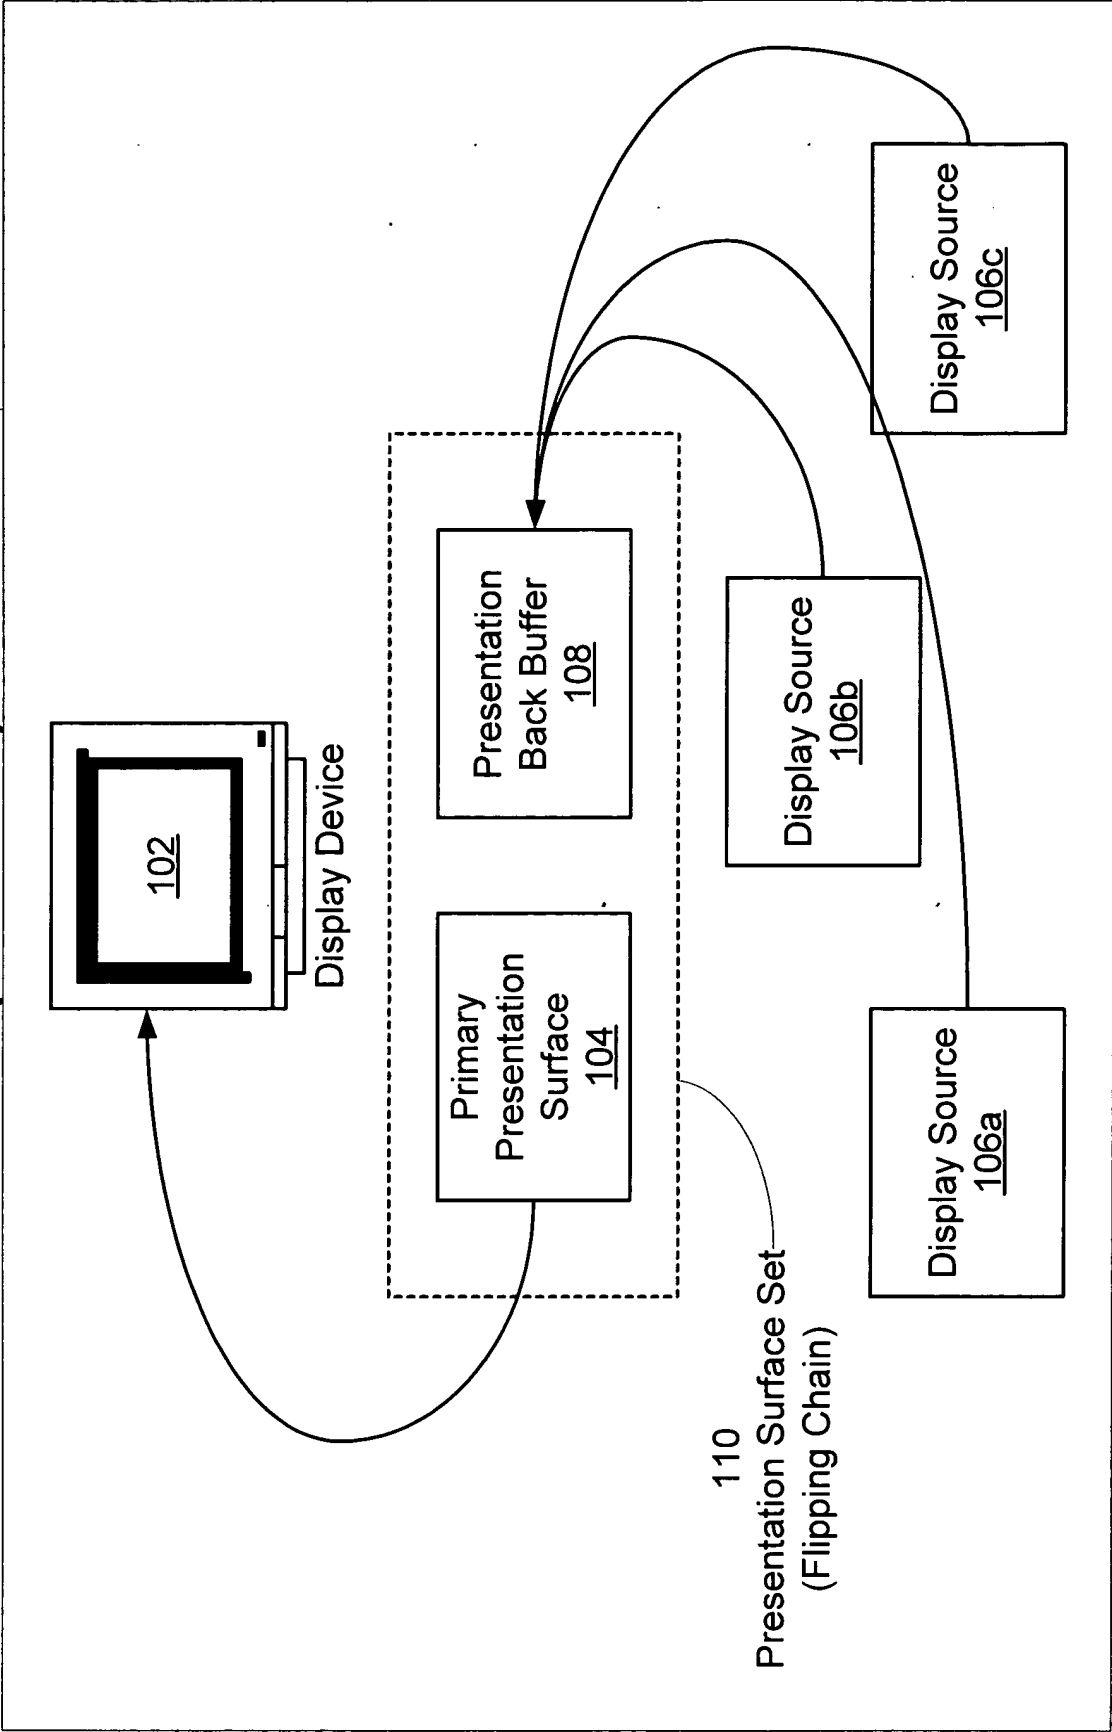 102
Display Device
Primary
Presentation
Surface
104
Presentation
Back Buffer
108
110
Presentation Surface Set
(Flipping Chain)
Display Source
106a
Display Source
106b
Display Source
106c